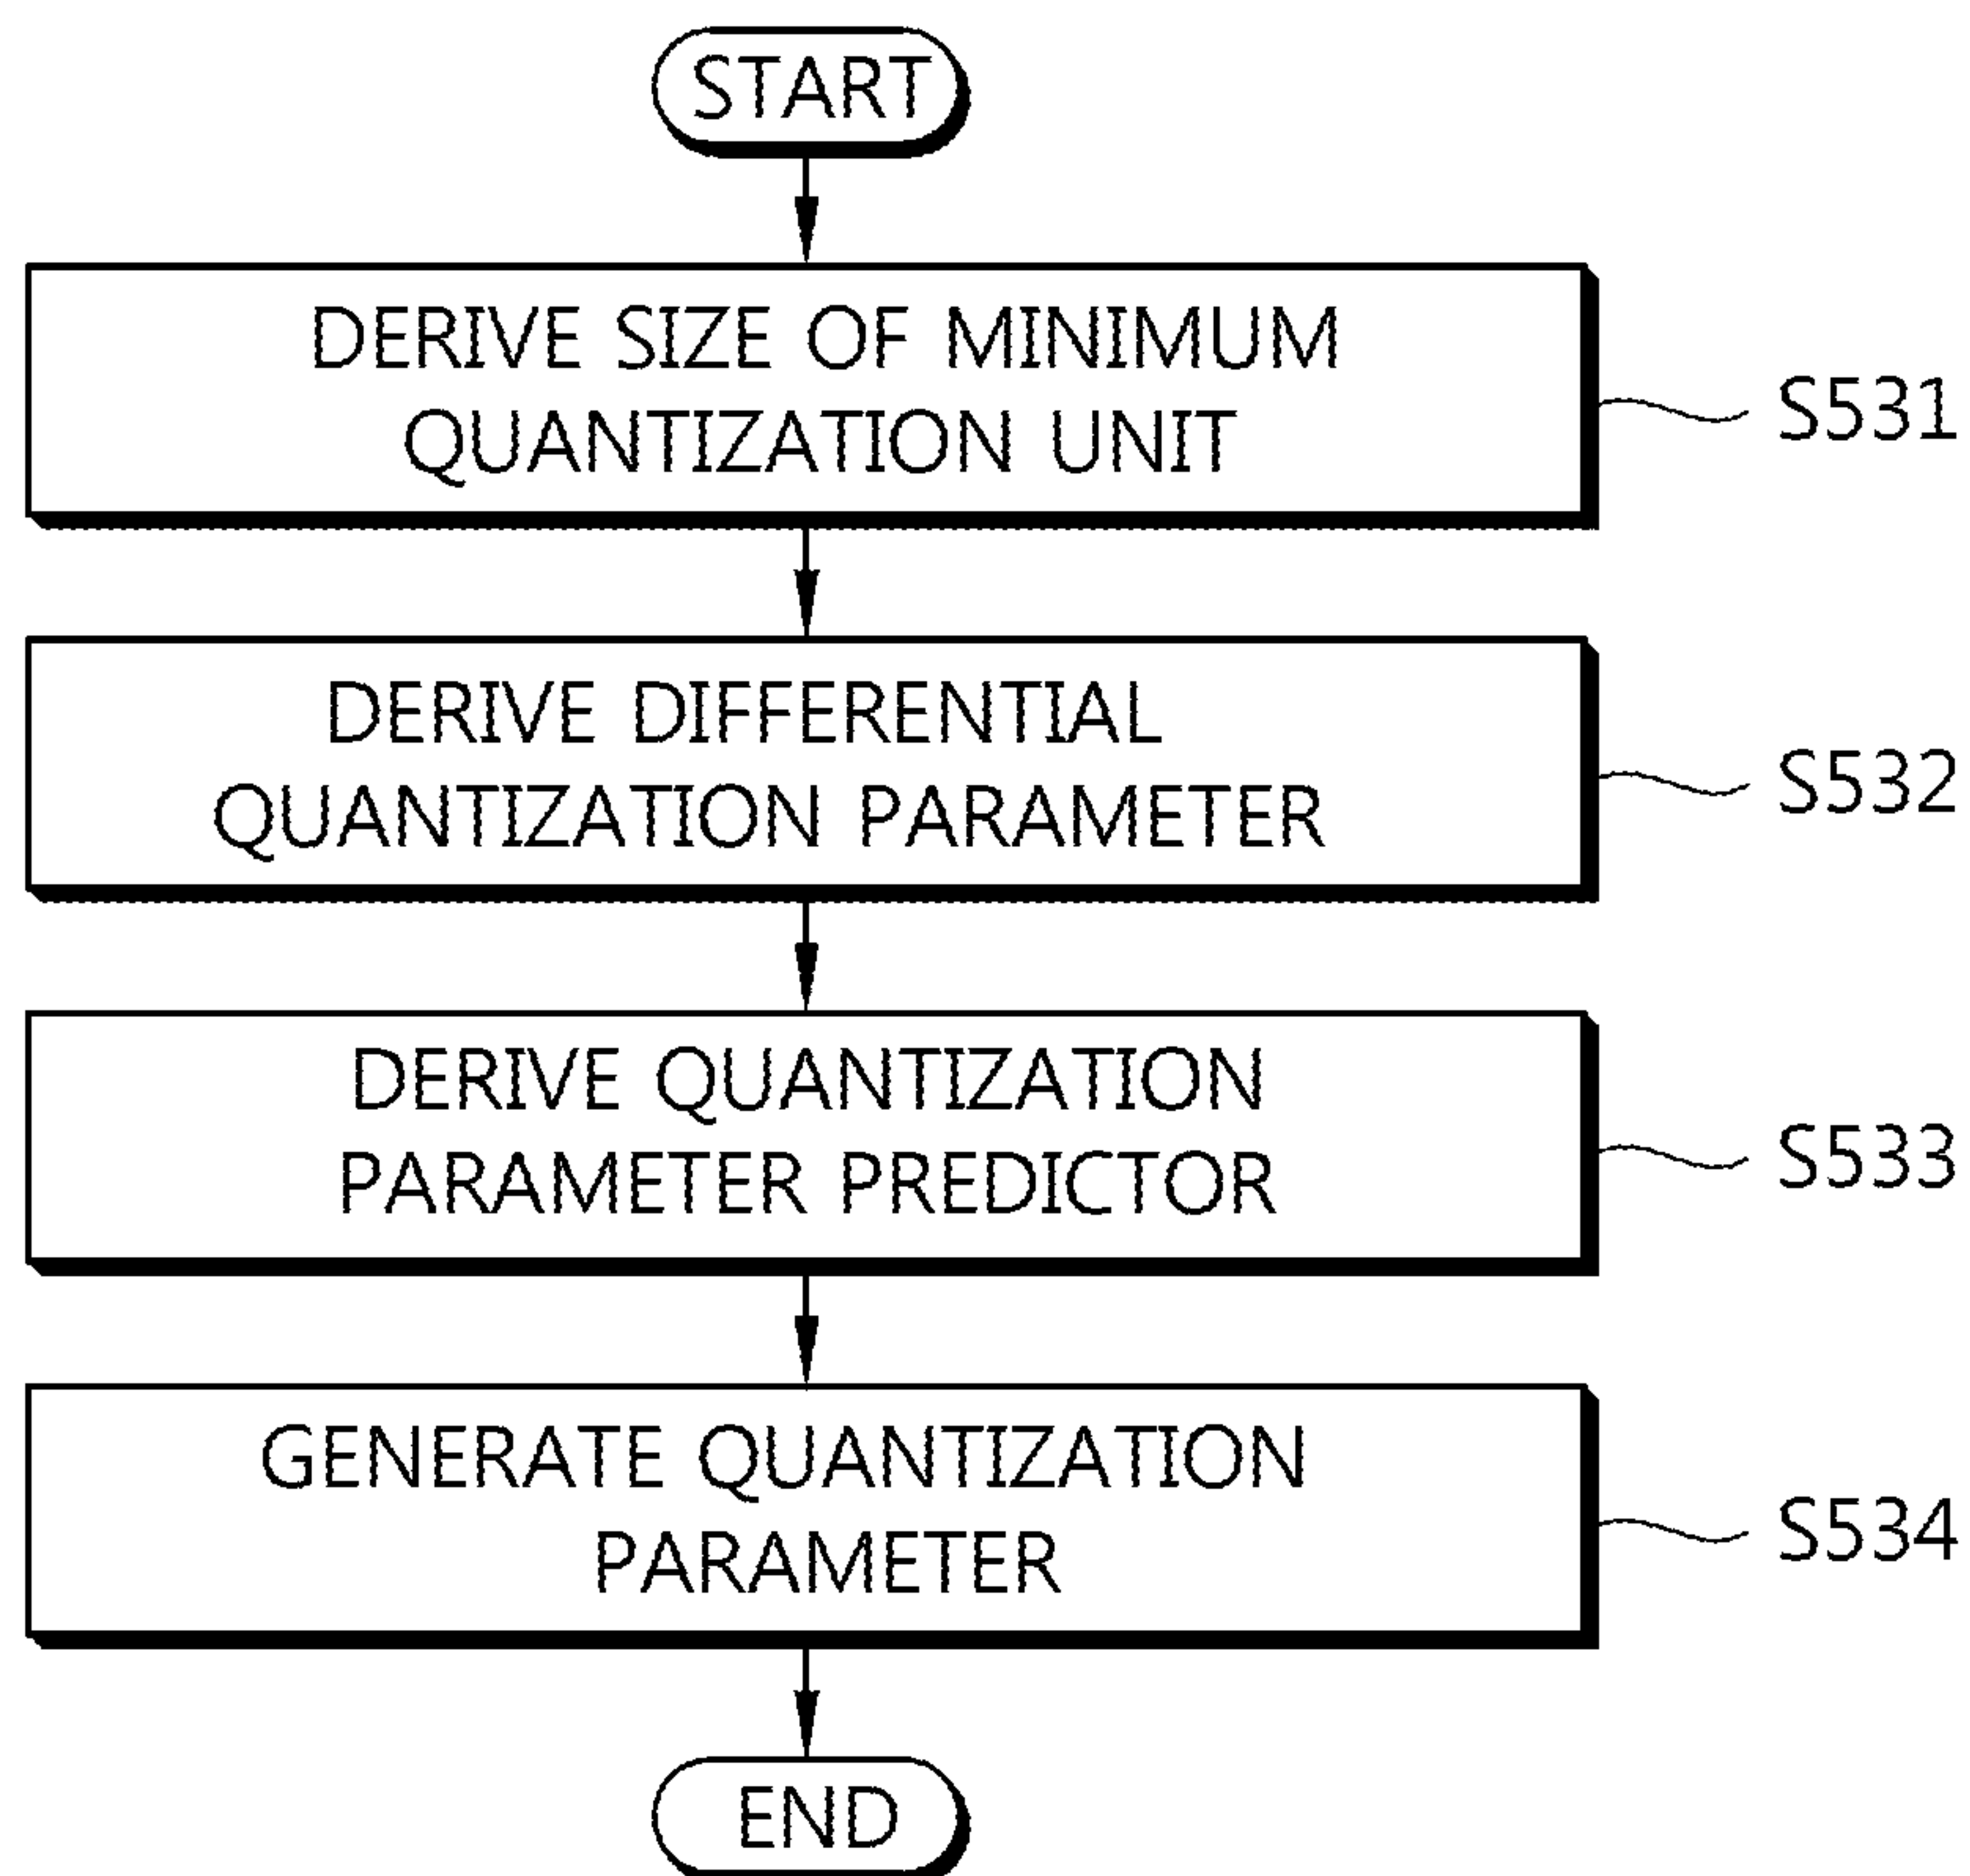 START
DERIVE SIZE OF MINIMUM
QUANTIZATION UNIT
S531
DERIVE DIFFERENTIAL
QUANTIZATION PARAMETER
S532
DERIVE QUANTIZATION
PARAMETER PREDICTOR
S533
GENERATE QUANTIZATION
PARAMETER
S534
END